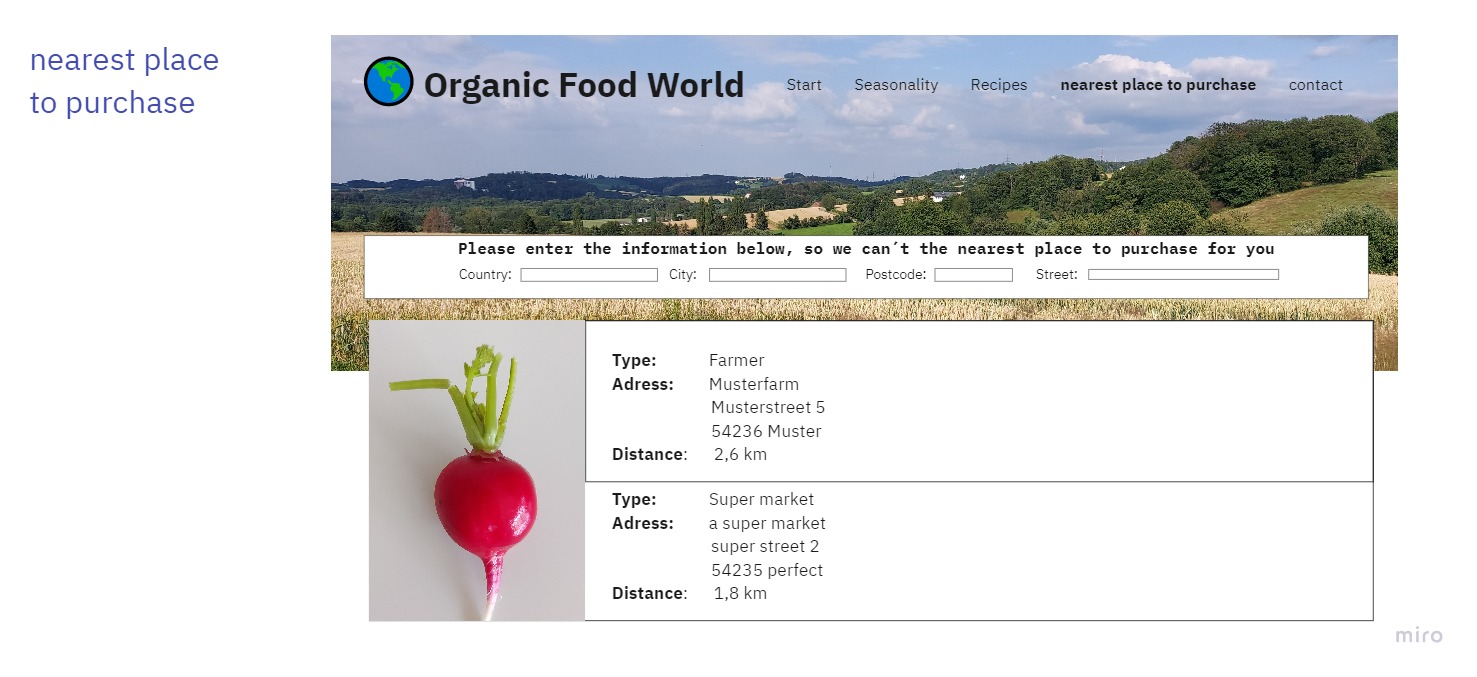 nearest place
to purchase
Organic Food World
Start Seasonality Recipes nearest place to purchase contact
Please enter the information below, so we can´t the nearest place to purchase for you
Country: City: Postcode: Street:
Type: Farmer
Adress: Musterfarm
Musterstreet 5
54236 Muster
Distance: 2,6 km
Type: Super market
Adress: a super market
super street 2
54235 perfect
Distance: 1,8 km
miro